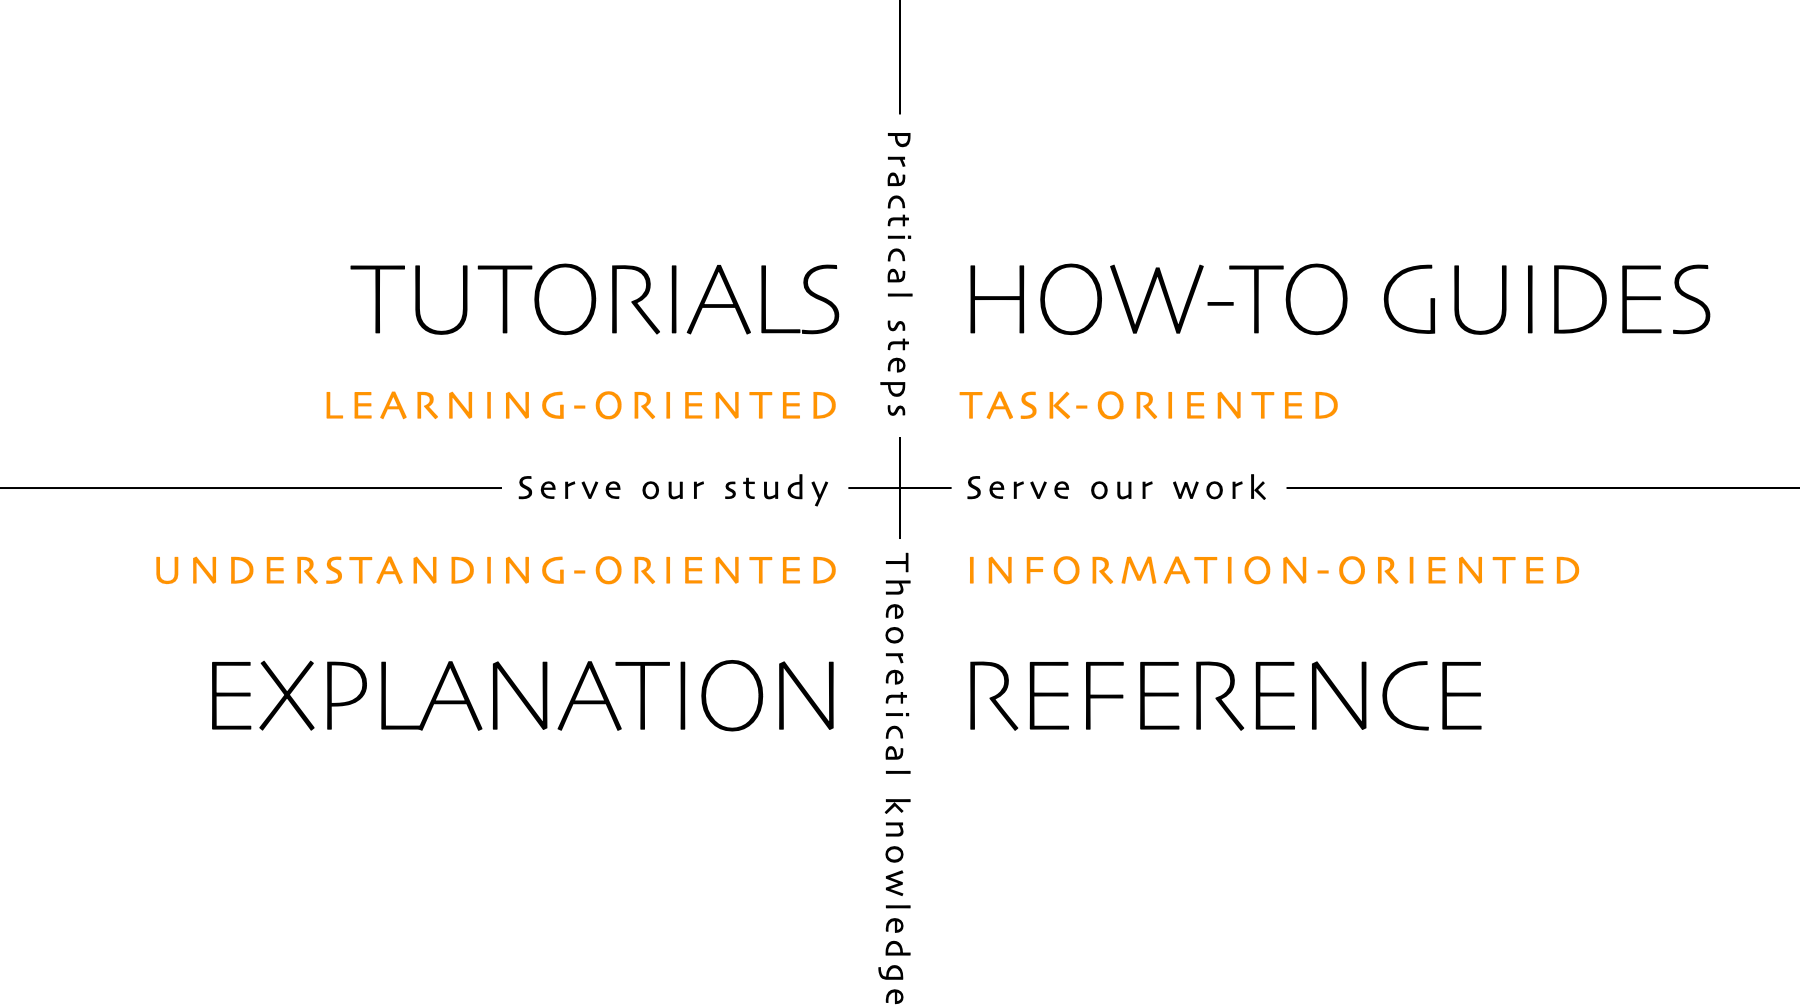 Practical steps
TUTORIALS
HOW-TO GUIDES
LEARNING-ORIENTED
TASK-ORIENTED
Serve our study
Serve our work
UNDERSTANDING-ORIENTED
INFORMATION-ORIENTED
Theoretical knowledge
EXPLANATION
REFERENCE